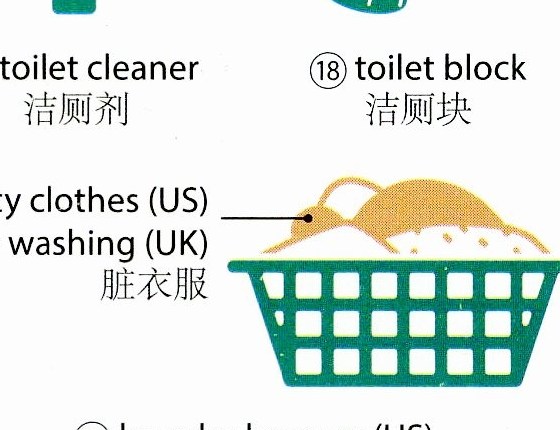 toilet cleaner
洁厕剂
⑱ toilet block
洁厕块
ty clothes (US)
washing (UK)
脏衣服
(US)